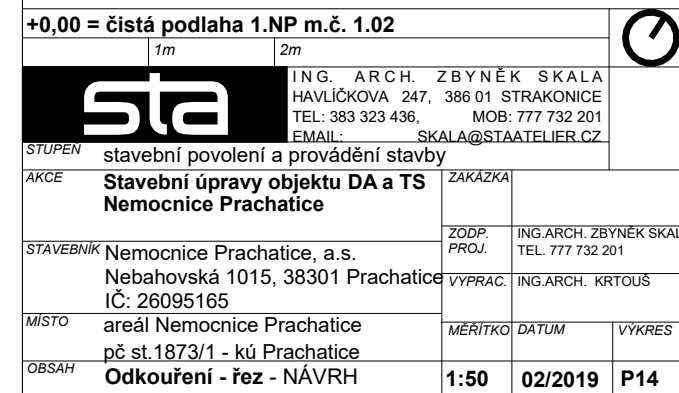 +0,00 = čistá podlaha 1.NP m.č. 1.02
1m 2m
sta
ING. ARCH. ZBYNĚK SKALA
HAVLÍČKOVA 247, 386 01 STRAKONICE
TEL: 383 323 436, MOB: 777 732 201
EMAIL: SKALA@STAATELIER.CZ
STUPEŇ stavební povolení a provádění stavby
AKCE Stavební úpravy objektu DA a TS
Nemocnice Prachatice
ZAKÁZKA
ZODP. PROJ. ING.ARCH. ZBYNĚK SKAL
TEL. 777 732 201
STAVEBNÍK Nemocnice Prachatice, a.s.
Nebahovská 1015, 38301 Prachatice
IČ: 26095165
VYPRAC. ING.ARCH. KRTOUŠ
MÍSTO areál Nemocnice Prachatice
pč st.1873/1 - kú Prachatice
MĚŘÍTKO DATUM VÝKRES
OBSAH Odkouření - řez - NÁVRH
1:50 02/2019 P14